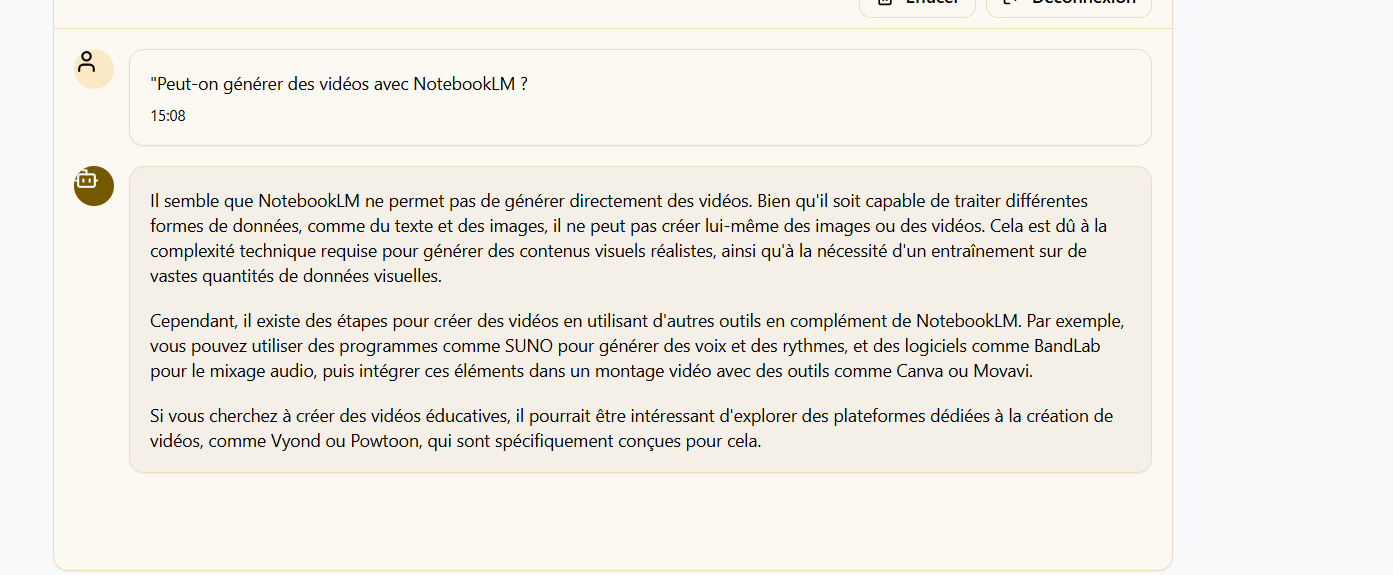 Effacer Déconnexion
"Peut-on générer des vidéos avec NotebookLM ?
15:08
Il semble que NotebookLM ne permet pas de générer directement des vidéos. Bien qu'il soit capable de traiter différentes
formes de données, comme du texte et des images, il ne peut pas créer lui-même des images ou des vidéos. Cela est dû à la
complexité technique requise pour générer des contenus visuels réalistes, ainsi qu'à la nécessité d'un entraînement sur de
vastes quantités de données visuelles.
Cependant, il existe des étapes pour créer des vidéos en utilisant d'autres outils en complément de NotebookLM. Par exemple,
vous pouvez utiliser des programmes comme SUNO pour générer des voix et des rythmes, et des logiciels comme BandLab
pour le mixage audio, puis intégrer ces éléments dans un montage vidéo avec des outils comme Canva ou Movavi.
Si vous cherchez à créer des vidéos éducatives, il pourrait être intéressant d'explorer des plateformes dédiées à la création de
vidéos, comme Vyond ou Powtoon, qui sont spécifiquement conçues pour cela.